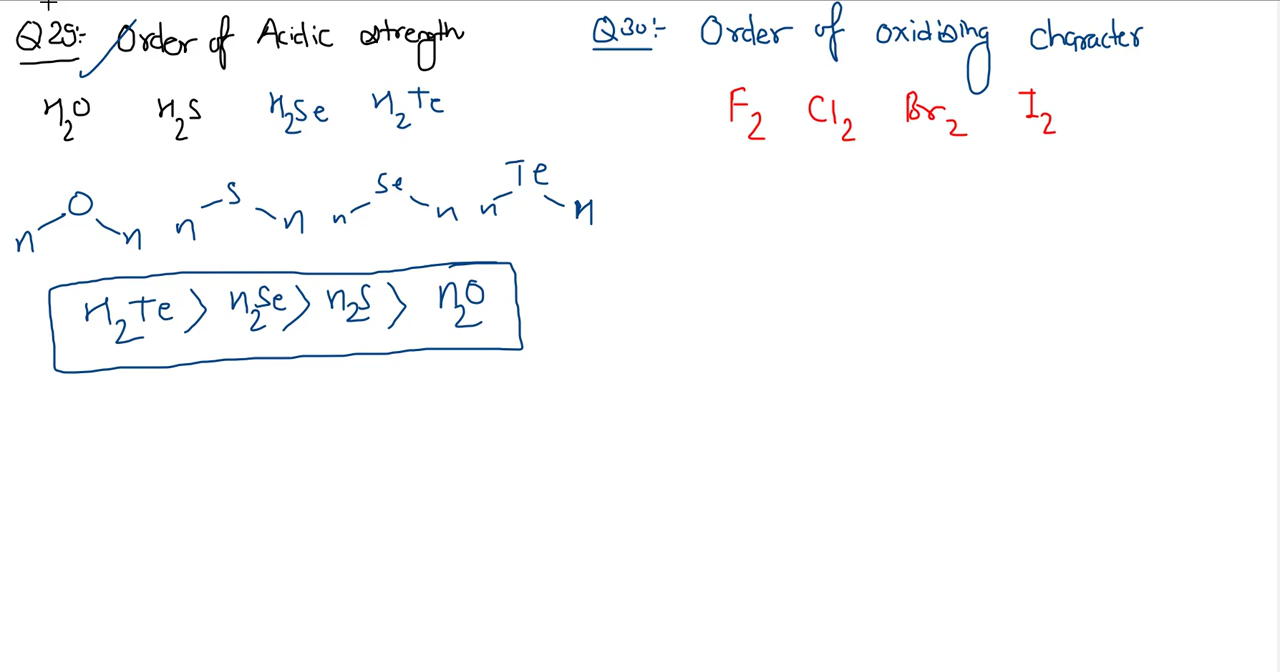 Q25:- Order of Acidic strength
H2O H2S H2Se H2Te
H O H H S H H Se H H Te H
H2Te > H2Se > H2S > H2O
Q30:- Order of oxidising character
F2 Cl2 Br2 I2